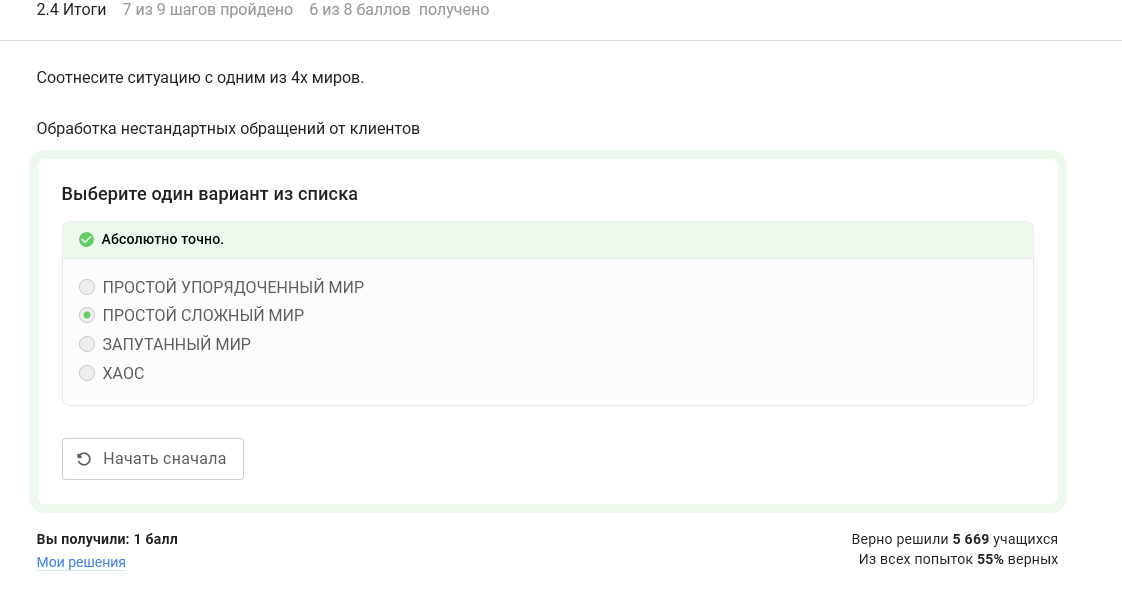 2.4 Итоги 7 из 9 шагов пройдено 6 из 8 баллов получено
Соотнесите ситуацию с одним из 4х миров.
Обработка нестандартных обращений от клиентов
Выберите один вариант из списка
Абсолютно точно.
ПРОСТОЙ УПОРЯДОЧЕННЫЙ МИР
ПРОСТОЙ СЛОЖНЫЙ МИР
ЗАПУТАННЫЙ МИР
ХАОС
Начать сначала
Вы получили: 1 балл
Мои решения
Верно решили 5 669 учащихся
Из всех попыток 55% верных